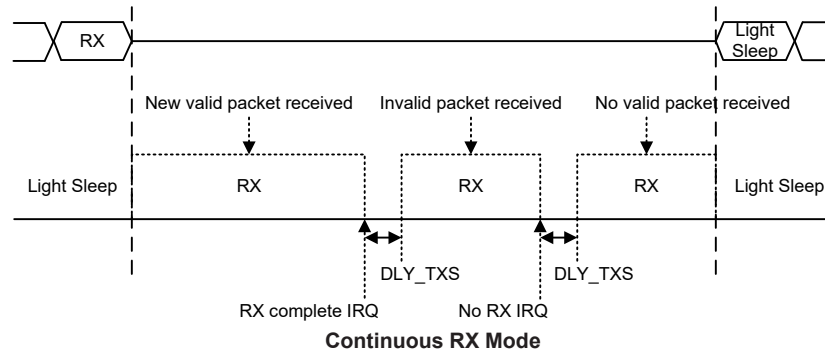 RX
Light
Sleep
New valid packet received
Invalid packet received
No valid packet received
Light Sleep
RX
RX
RX
Light Sleep
DLY_TXS
DLY_TXS
RX complete IRQ
No RX IRQ
Continuous RX Mode